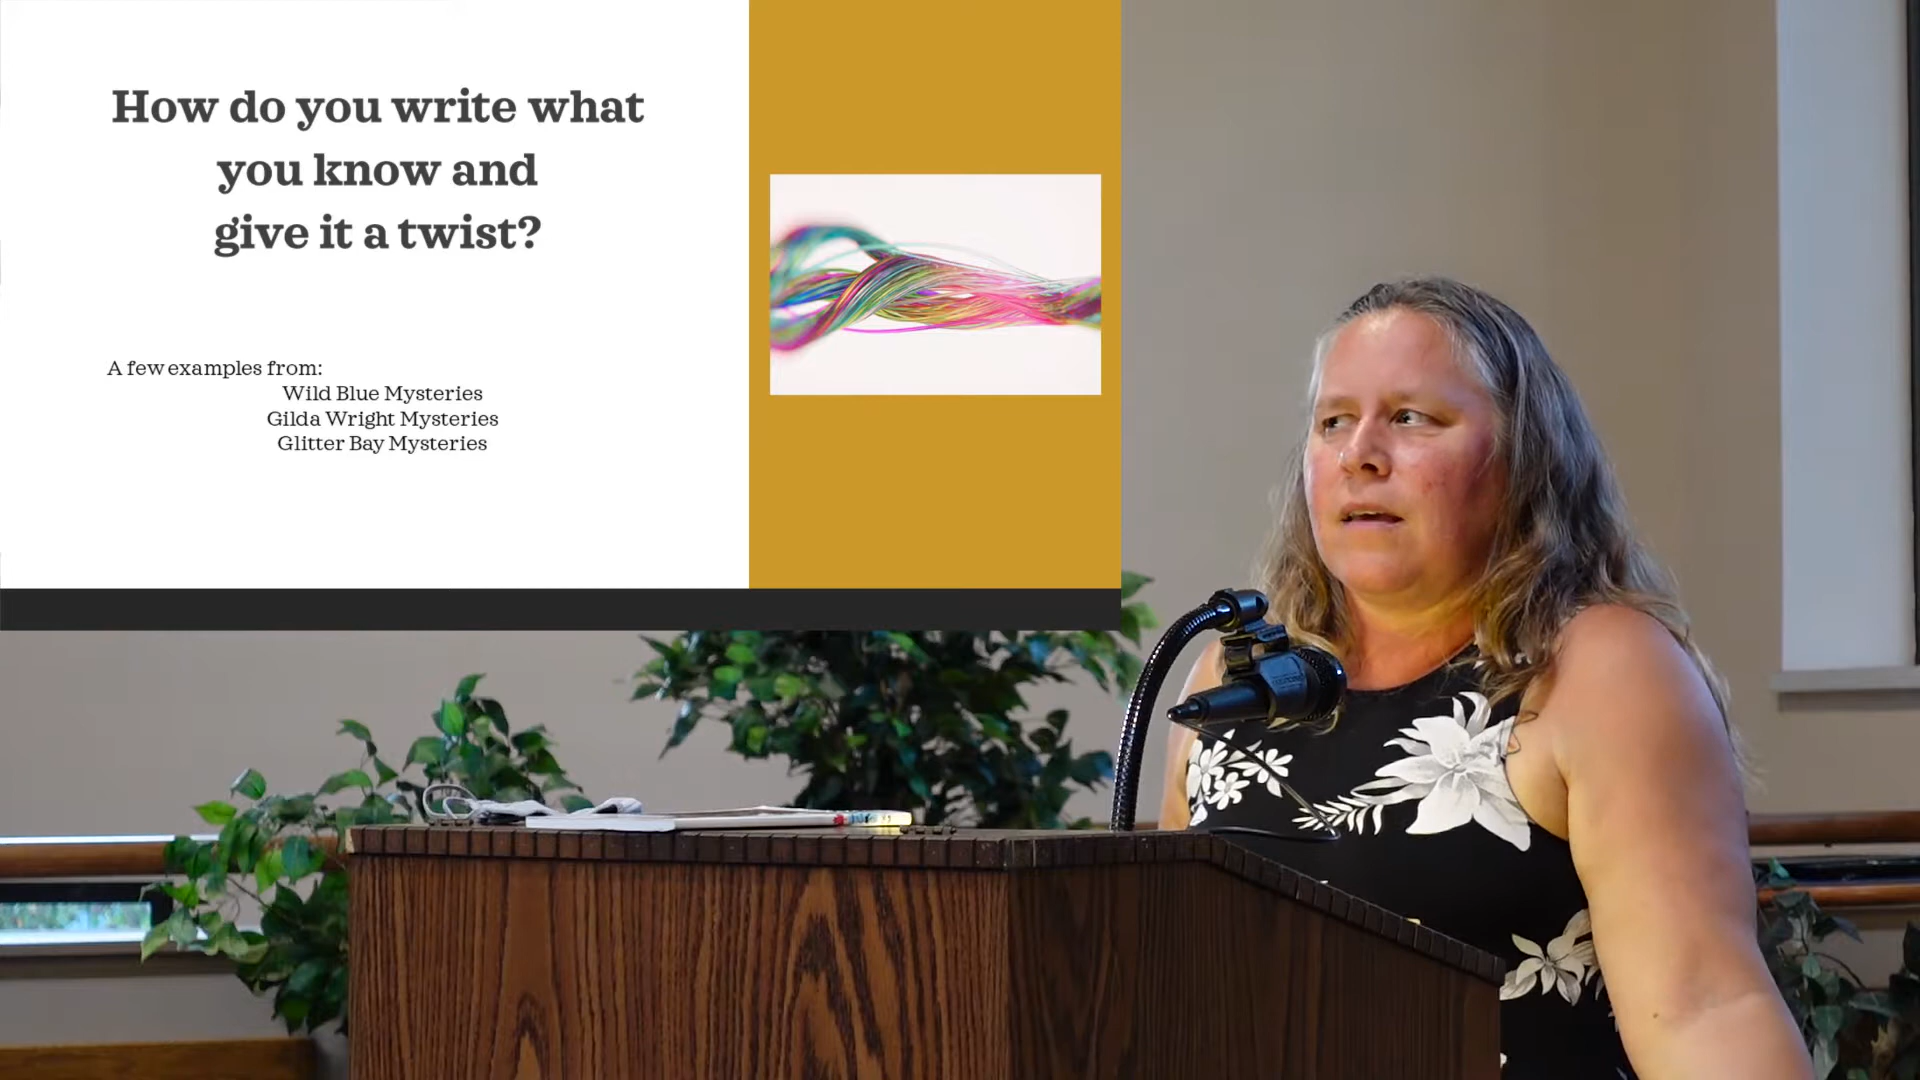 How do you write what
you know and
give it a twist?
A few examples from:
Wild Blue Mysteries
Gilda Wright Mysteries
Glitter Bay Mysteries